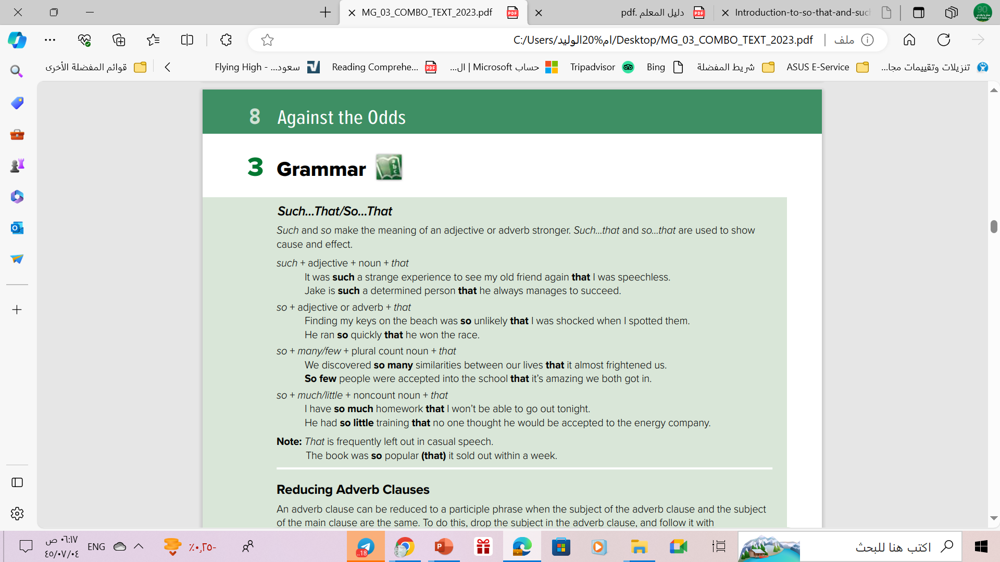 MG_03_COMBO_TEXT_2023.pdf
دليل المعلم .pdf
Introduction-to-so-that-and-suc
90
C:/Users/ام%20الوليد/Desktop/MG_03_COMBO_TEXT_2023.pdf
ملف
قوائم المفضلة الأخرى
Flying High - ...سعود
Reading Comprehe...
حساب Microsoft | ال...
Tripadvisor
Bing
شريط المفضلة
ASUS E-Service
تنزيلات وتقييمات مجا...
8 Against the Odds
3 Grammar
abc
Such...That/So...That
Such and so make the meaning of an adjective or adverb stronger. Such...that and so...that are used to show
cause and effect.
such + adjective + noun + that
It was such a strange experience to see my old friend again that I was speechless.
Jake is such a determined person that he always manages to succeed.
so + adjective or adverb + that
Finding my keys on the beach was so unlikely that I was shocked when I spotted them.
He ran so quickly that he won the race.
so + many/few + plural count noun + that
We discovered so many similarities between our lives that it almost frightened us.
So few people were accepted into the school that it's amazing we both got in.
so + much/little + noncount noun + that
I have so much homework that I won't be able to go out tonight.
He had so little training that no one thought he would be accepted to the energy company.
Note: That is frequently left out in casual speech.
The book was so popular (that) it sold out within a week.
Reducing Adverb Clauses
An adverb clause can be reduced to a participle phrase when the subject of the adverb clause and the subject
of the main clause are the same. To do this, drop the subject in the adverb clause, and follow it with
٠٦:١٧ ص
٤٥/٠٧/٠٤
ENG
-٠,٢٥٪
18..
اكتب هنا للبحث